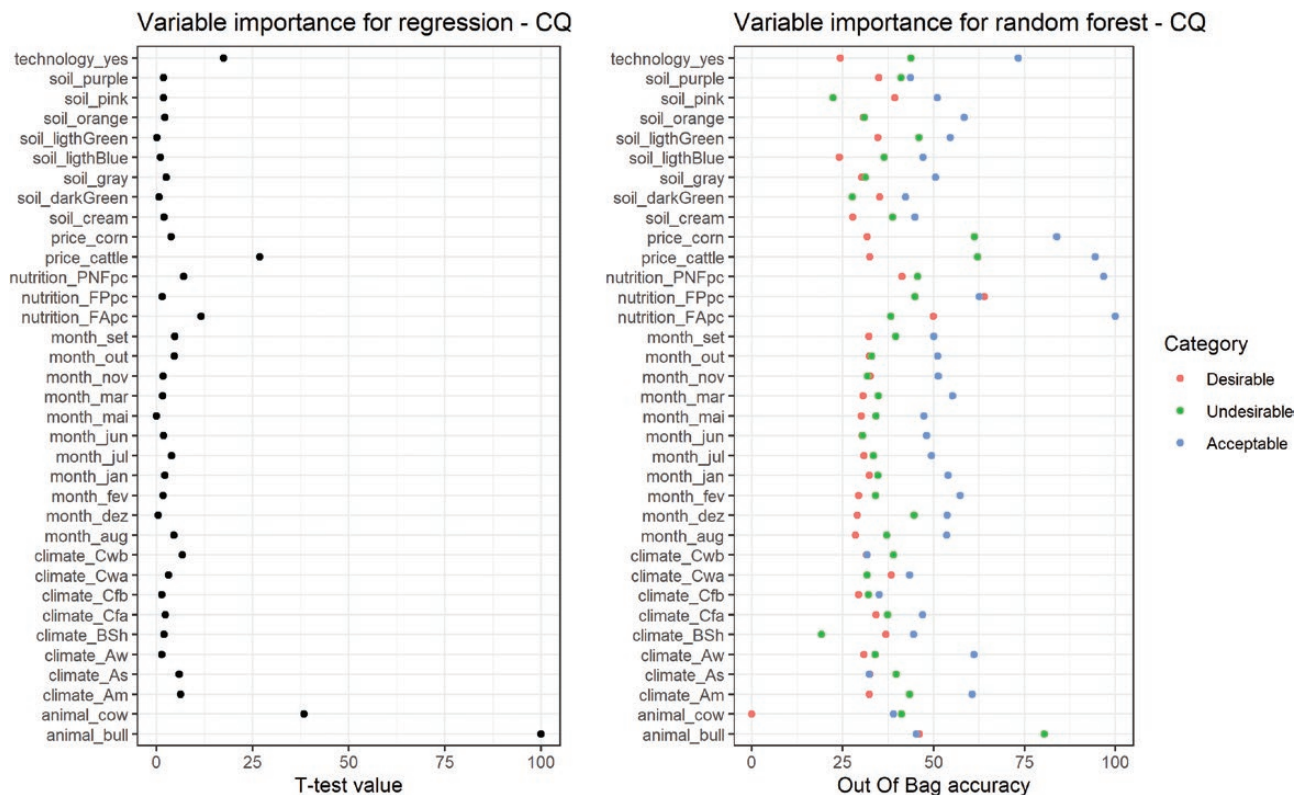 Variable importance for regression - CQ
technology_yes
soil_purple
soil_pink
soil_orange
soil_ligthGreen
soil_ligthBlue
soil_gray
soil_darkGreen
soil_cream
price_corn
price_cattle
nutrition_PNFpc
nutrition_FPpc
nutrition_FApc
month_set
month_out
month_nov
month_mar
month_mai
month_jun
month_jul
month_jan
month_fev
month_dez
month_aug
climate_Cwb
climate_Cwa
climate_Cfb
climate_Cfa
climate_BSh
climate_Aw
climate_As
climate_Am
animal_cow
animal_bull
0 25 50 75 100
T-test value
Variable importance for random forest - CQ
technology_yes
soil_purple
soil_pink
soil_orange
soil_ligthGreen
soil_ligthBlue
soil_gray
soil_darkGreen
soil_cream
price_corn
price_cattle
nutrition_PNFpc
nutrition_FPpc
nutrition_FApc
month_set
month_out
month_nov
month_mar
month_mai
month_jun
month_jul
month_jan
month_fev
month_dez
month_aug
climate_Cwb
climate_Cwa
climate_Cfb
climate_Cfa
climate_BSh
climate_Aw
climate_As
climate_Am
animal_cow
animal_bull
0 25 50 75 100
Out Of Bag accuracy
Category
Desirable
Undesirable
Acceptable